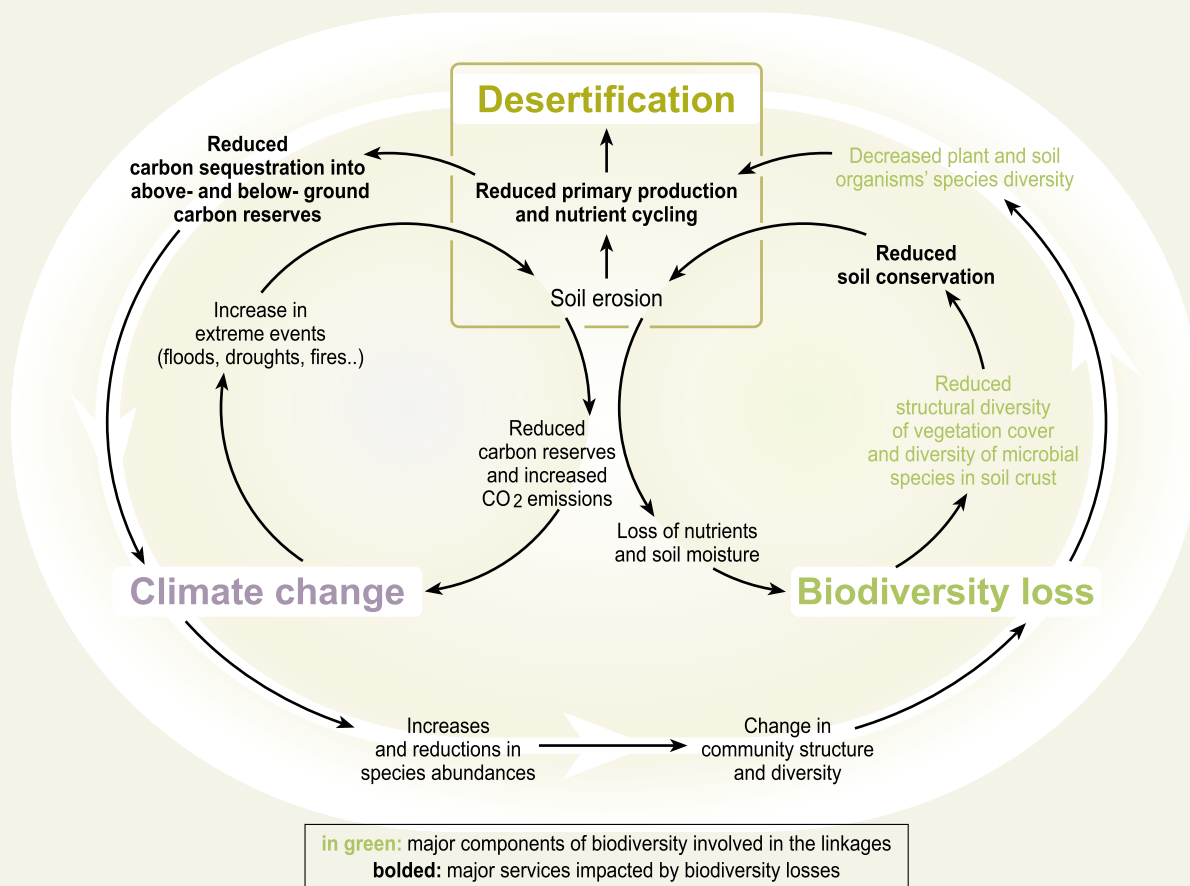 Desertification
Reduced
carbon sequestration into
above- and below- ground
carbon reserves
Reduced primary production
and nutrient cycling
Decreased plant and soil
organisms' species diversity
Reduced
soil conservation
Soil erosion
Increase in
extreme events
(floods, droughts, fires..)
Reduced
structural diversity
of vegetation cover
and diversity of microbial
species in soil crust
Reduced
carbon reserves
and increased
CO2 emissions
Loss of nutrients
and soil moisture
Climate change
Biodiversity loss
Increases
and reductions in
species abundances
Change in
community structure
and diversity
in green: major components of biodiversity involved in the linkages
bolded: major services impacted by biodiversity losses